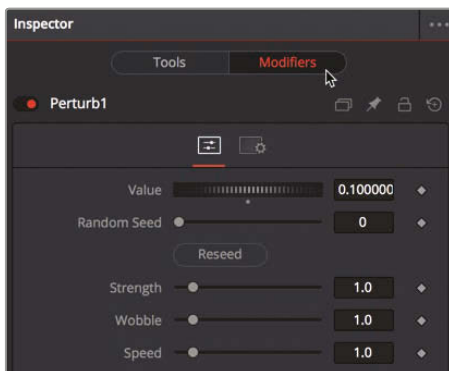 Inspector
Tools Modifiers
Perturb1
Value 0.100000
Random Seed 0
Reseed
Strength 1.0
Wobble 1.0
Speed 1.0